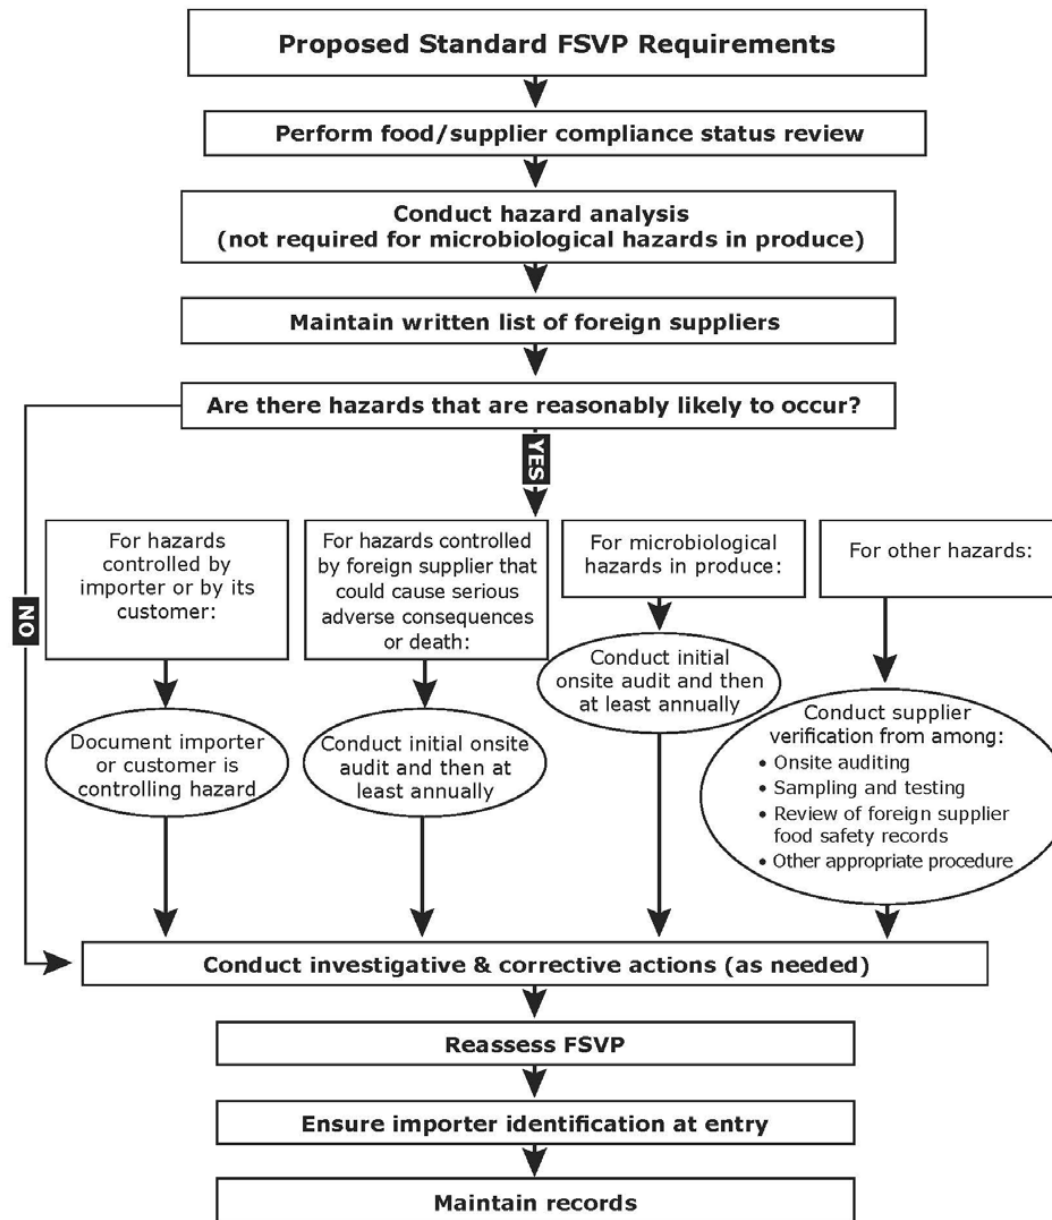 Proposed Standard FSVP Requirements
Perform food/supplier compliance status review
Conduct hazard analysis
(not required for microbiological hazards in produce)
Maintain written list of foreign suppliers
Are there hazards that are reasonably likely to occur?
YES
NO
For hazards
controlled by
importer or by its
customer:
For hazards controlled
by foreign supplier that
could cause serious
adverse consequences
or death:
For microbiological
hazards in produce:
For other hazards:
Document importer
or customer is
controlling hazard
Conduct initial onsite
audit and then at
least annually
Conduct initial
onsite audit and then
at least annually
Conduct supplier
verification from among:
• Onsite auditing
• Sampling and testing
• Review of foreign supplier
food safety records
• Other appropriate procedure
Conduct investigative & corrective actions (as needed)
Reassess FSVP
Ensure importer identification at entry
Maintain records